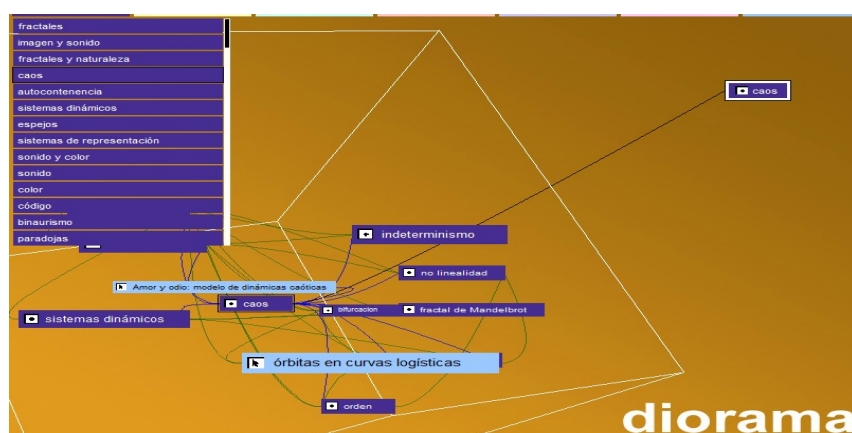 fractales
imagen y sonido
fractales y naturaleza
caos
autocontenencia
sistemas dinámicos
espejos
sistemas de representación
sonido y color
sonido
color
código
binaurismo
paradojas
caos
indeterminismo
no linealidad
Amor y odio: modelo de dinámicas caóticas
caos
bifurcacion
fractal de Mandelbrot
sistemas dinámicos
órbitas en curvas logísticas
orden
diorama